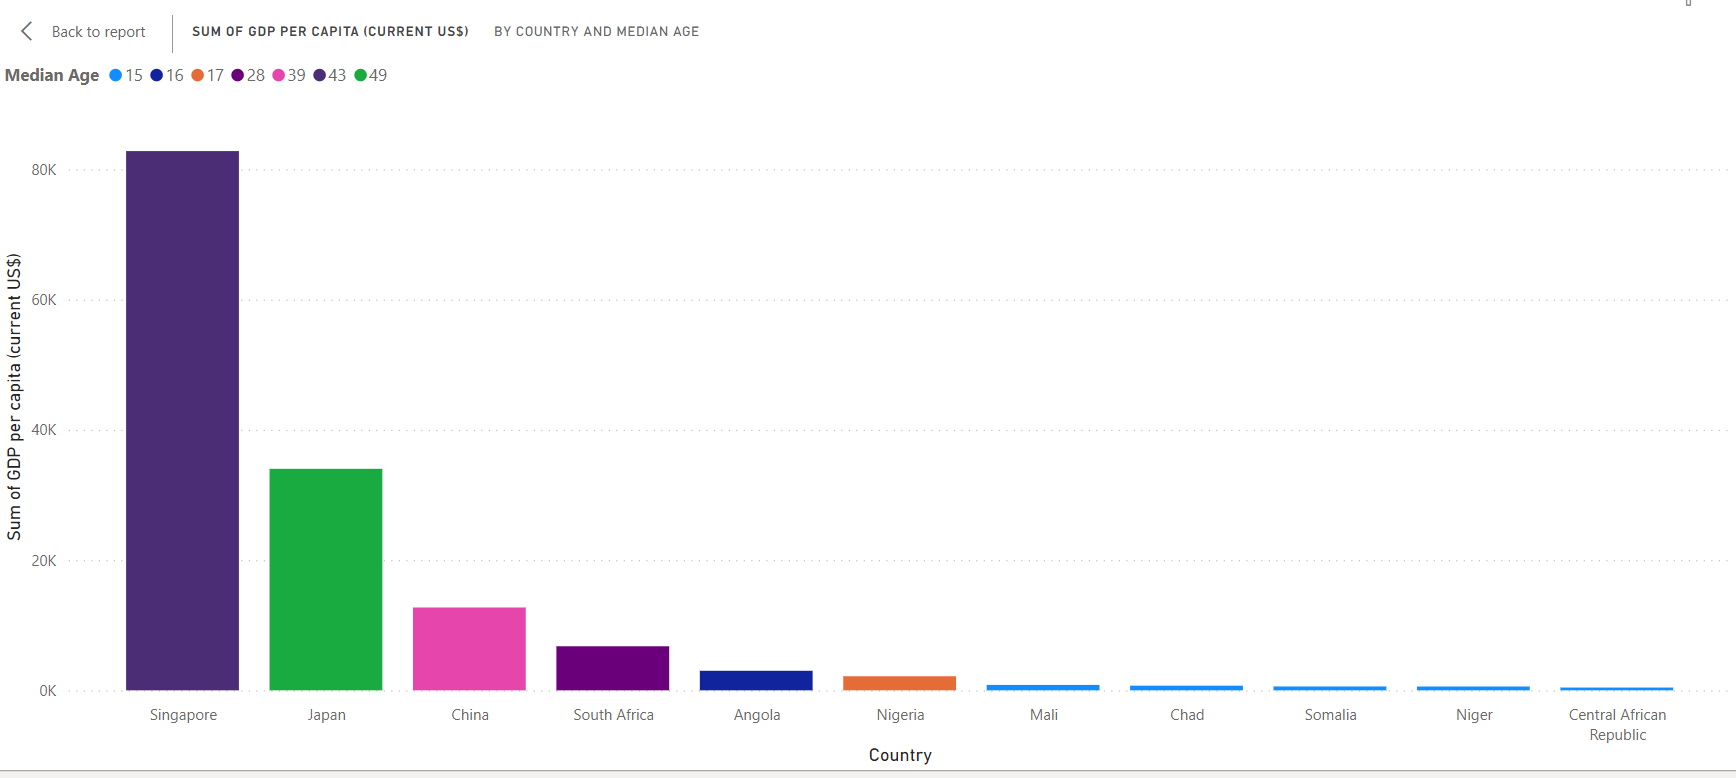 Back to report
SUM OF GDP PER CAPITA (CURRENT US$) BY COUNTRY AND MEDIAN AGE
Median Age 15 16 17 28 39 43 49
Sum of GDP per capita (current US$)
80K
60K
40K
20K
0K
Singapore Japan China South Africa Angola Nigeria Mali Chad Somalia Niger Central African
Republic
Country